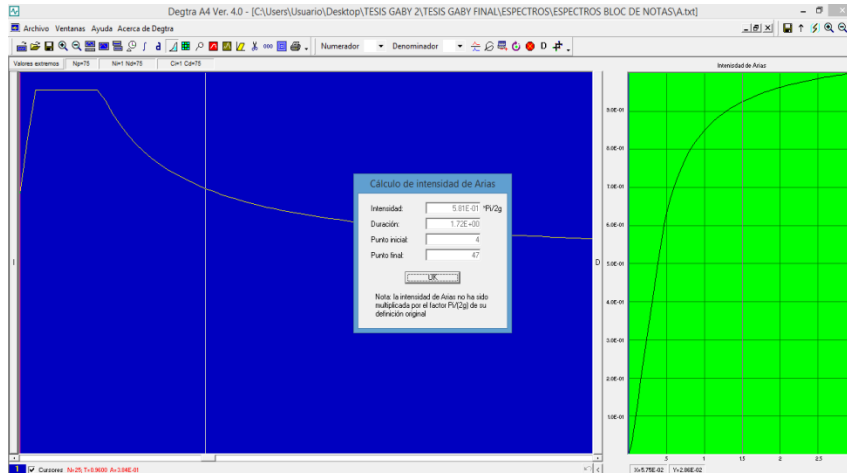 Degtra A4 Ver. 4.0 - [C:\Users\Usuario\Desktop\TESIS GABY 2\TESIS GABY FINAL\ESPECTROS\ESPECTROS BLOC DE NOTAS\A.txt]
Archivo Ventanas Ayuda Acerca de Degtra
Numerador Denominador D
Valores extremos Np=75 Ni=1 Nd=75 Ci=1 Cd=75
Intensidad de Arias
9.0E-01
8.0E-01
7.0E-01
6.0E-01
5.0E-01
4.0E-01
3.0E-01
2.0E-01
1.0E-01
I
D
Cálculo de intensidad de Arias
Intensidad: 5.81E-01 *Pi/2g
Duración: 1.72E+00
Punto inicial: 4
Punto final: 47
OK
Nota: la intensidad de Arias no ha sido
multiplicada por el factor Pi/(2g) de su
definición original
.5 1 1.5 2 2.5
1 Cursores N=25, T=0.9600 A=3.84E-01
X=5.75E-02 Y=2.86E-02